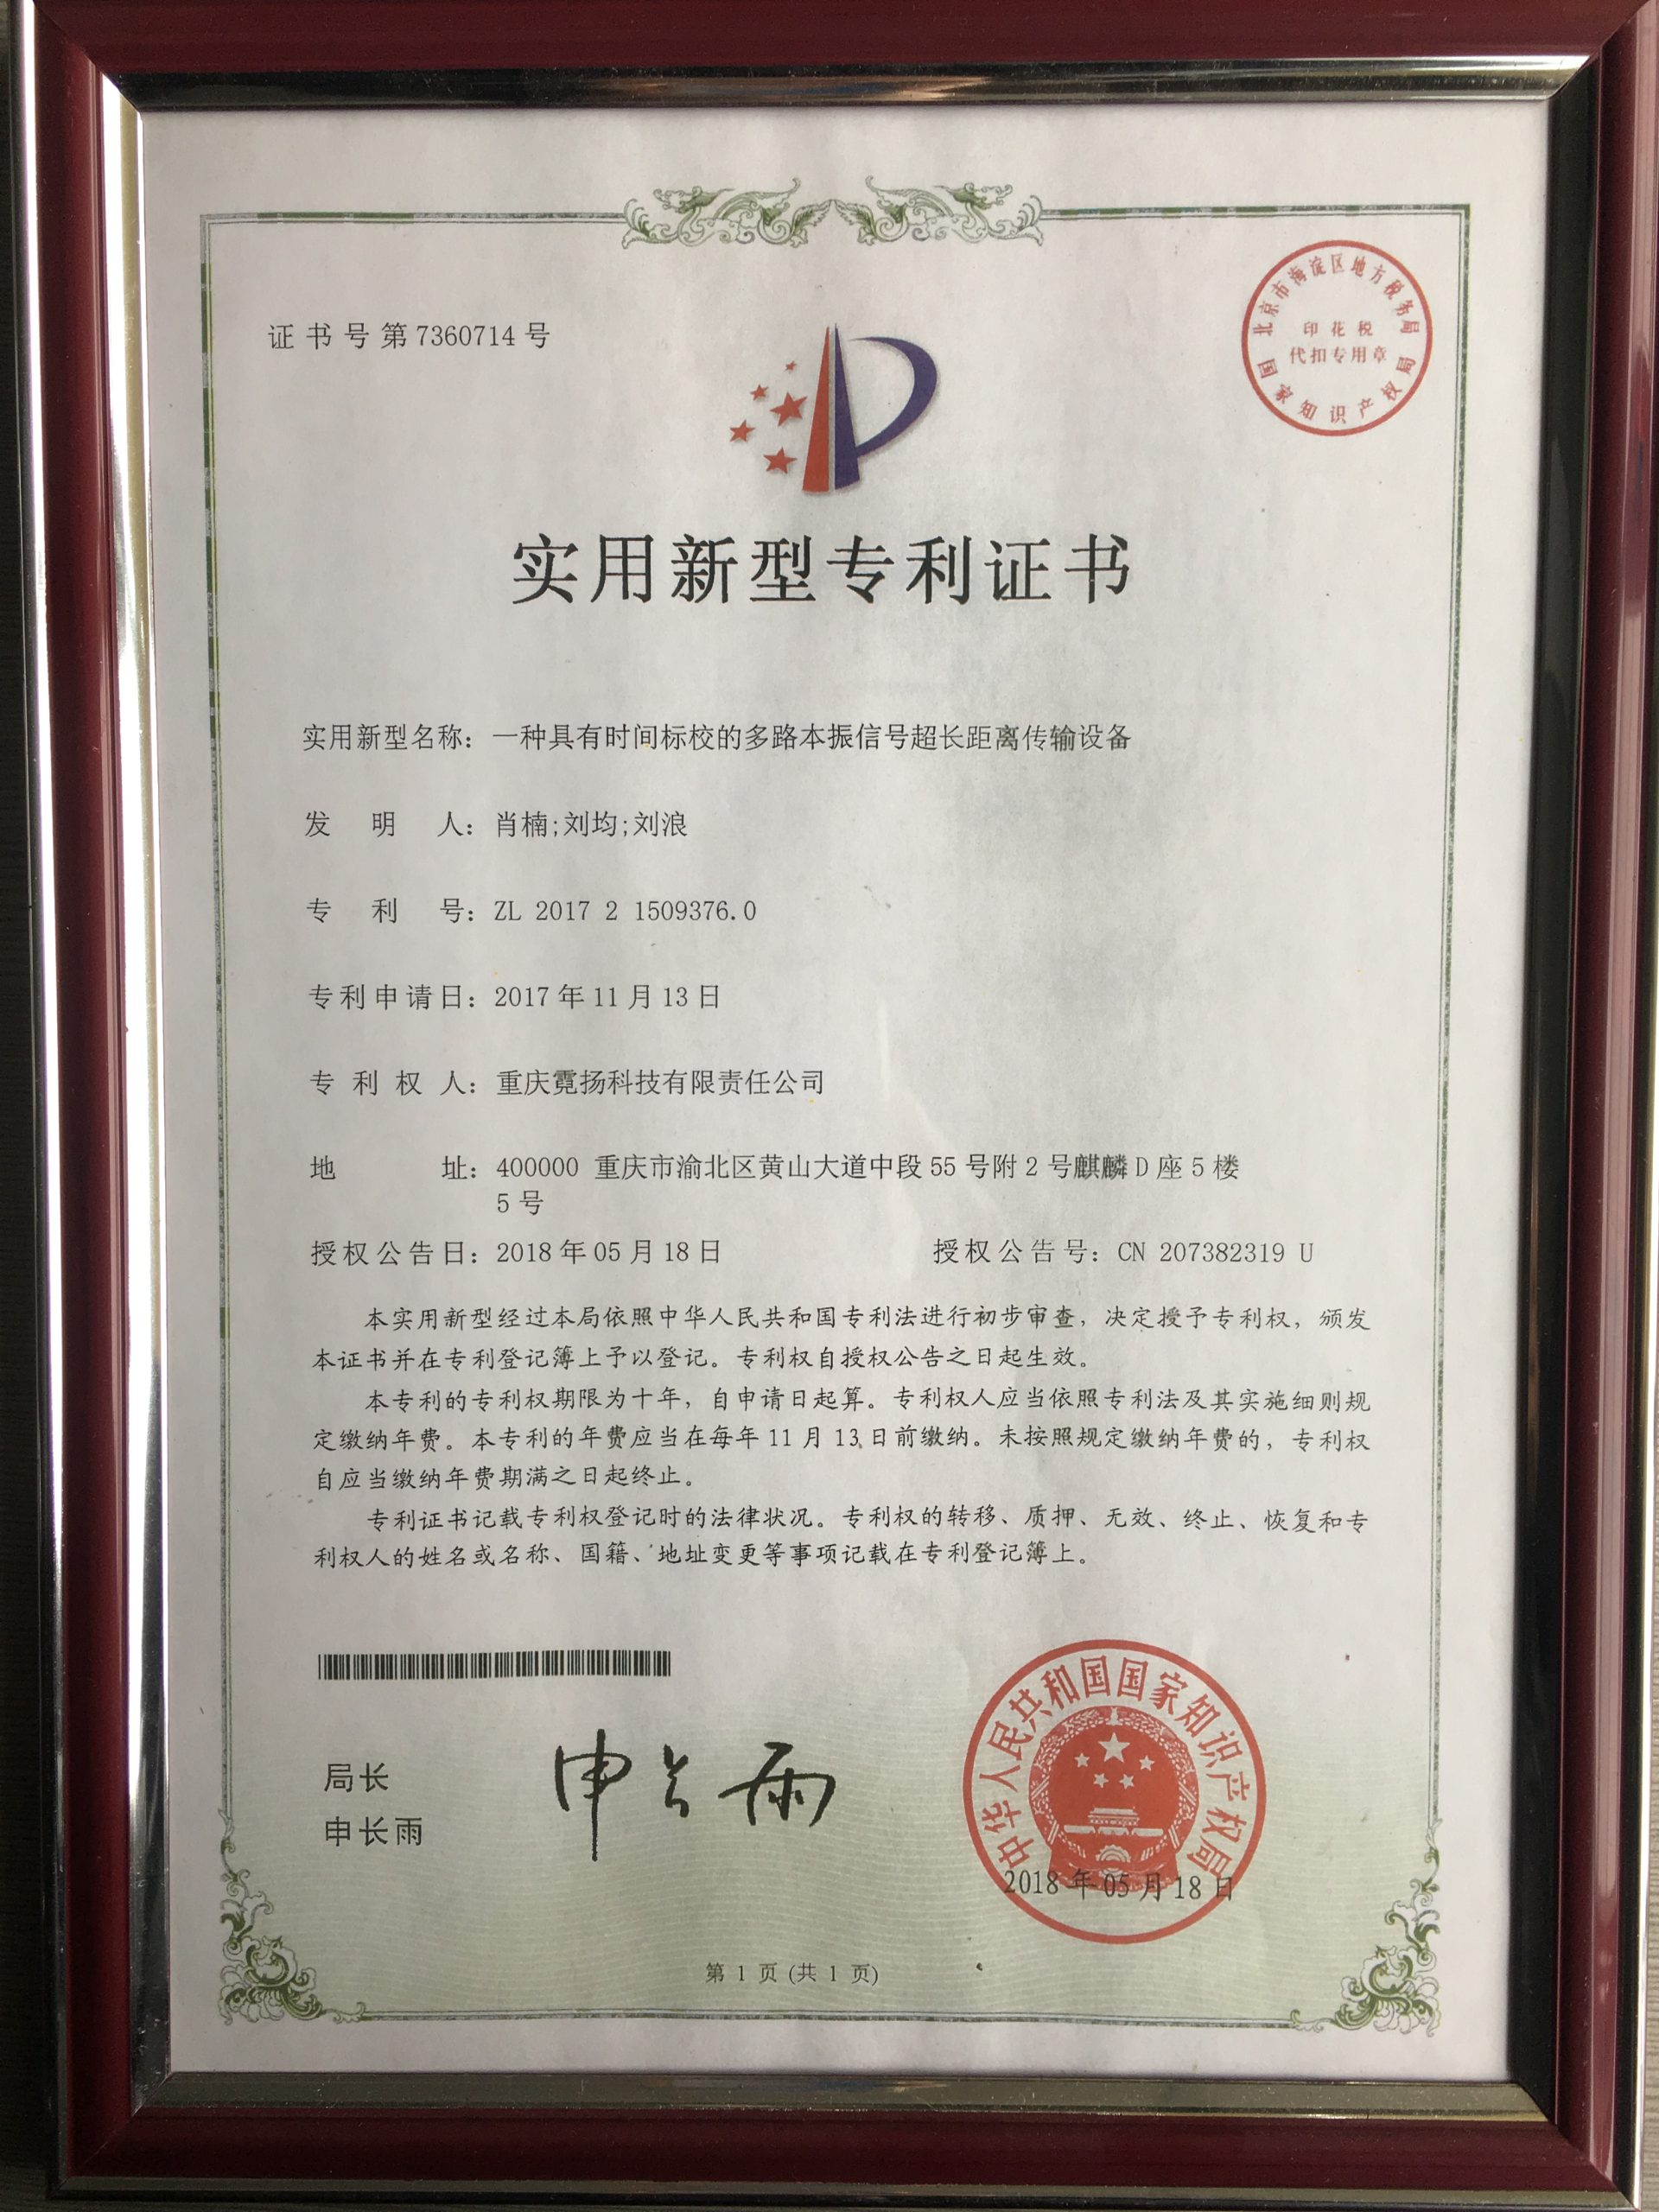 北京市海淀区地方税务局
印花税
代扣专用章
国家知识产权局
证书号第7360714号
实用新型专利证书
实用新型名称：一种具有时间标校的多路本振信号超长距离传输设备
发明人：肖楠;刘均;刘浪
专利号：ZL 2017 2 1509376.0
专利申请日：2017年11月13日
专利权人：重庆霓扬科技有限责任公司
地址：400000 重庆市渝北区黄山大道中段55号附2号麒麟D座5楼
5号
授权公告日：2018年05月18日 授权公告号：CN 207382319 U
本实用新型经过本局依照中华人民共和国专利法进行初步审查，决定授予专利权，颁发
本证书并在专利登记簿上予以登记。专利权自授权公告之日起生效。
本专利的专利权期限为十年，自申请日起算。专利权人应当依照专利法及其实施细则规
定缴纳年费。本专利的年费应当在每年11月13日前缴纳。未按照规定缴纳年费的，专利权
自应当缴纳年费期满之日起终止。
专利证书记载专利权登记时的法律状况。专利权的转移、质押、无效、终止、恢复和专
利权人的姓名或名称、国籍、地址变更等事项记载在专利登记簿上。
局长
申长雨
申长雨
中华人民共和国国家知识产权局
2018年05月18日
第 1 页 (共 1 页)